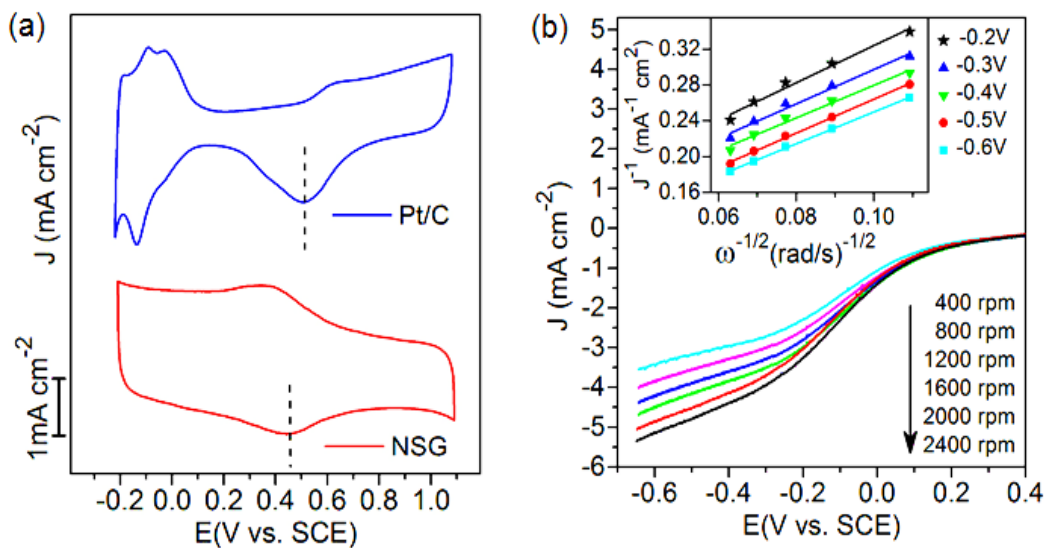 (a)
J (mA cm-2)
1mA cm-2
Pt/C
NSG
-0.2 0.0 0.2 0.4 0.6 0.8 1.0
E(V vs. SCE)
(b)
J (mA cm-2)
5
4
3
2
1
0
-1
-2
-3
-4
-5
-6
J-1 (mA-1 cm2)
0.32
0.28
0.24
0.20
0.16
0.06 0.08 0.10
ω-1/2(rad/s)-1/2
-0.2V
-0.3V
-0.4V
-0.5V
-0.6V
400 rpm
800 rpm
1200 rpm
1600 rpm
2000 rpm
2400 rpm
-0.6 -0.4 -0.2 0.0 0.2 0.4
E(V vs. SCE)